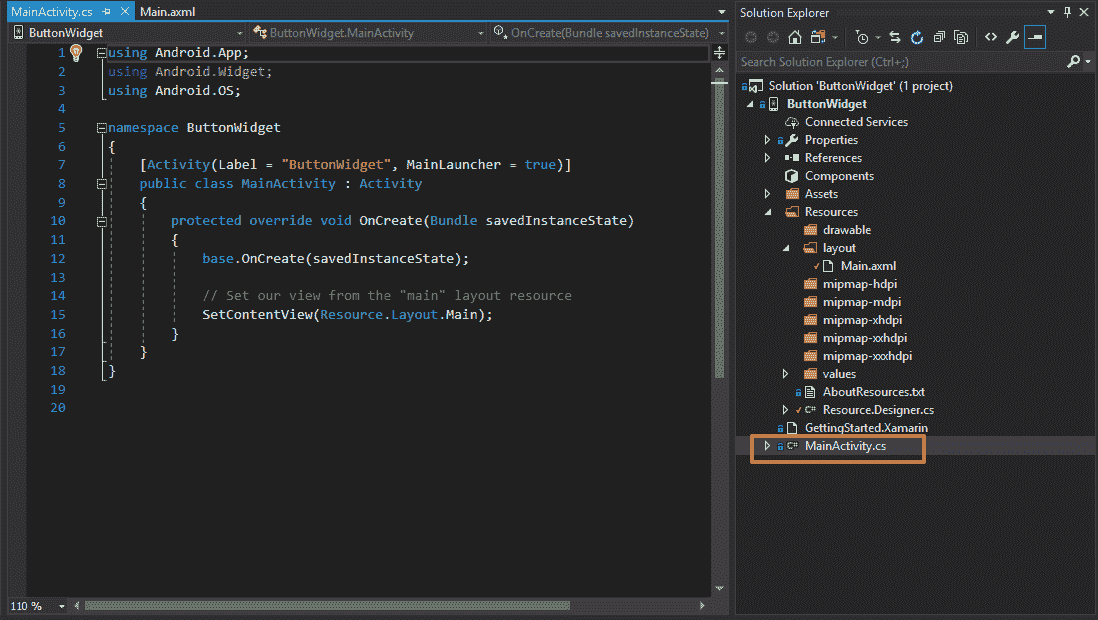 MainActivity.cs
Main.axml
ButtonWidget
ButtonWidget.MainActivity
OnCreate(Bundle savedInstanceState)
1 using Android.App;
2 using Android.Widget;
3 using Android.OS;
4
5 namespace ButtonWidget
6 {
7 [Activity(Label = "ButtonWidget", MainLauncher = true)]
8 public class MainActivity : Activity
9 {
10 protected override void OnCreate(Bundle savedInstanceState)
11 {
12 base.OnCreate(savedInstanceState);
13
14 // Set our view from the "main" layout resource
15 SetContentView(Resource.Layout.Main);
16 }
17 }
18 }
19
20
110 %
Solution Explorer
Search Solution Explorer (Ctrl+;)
Solution 'ButtonWidget' (1 project)
ButtonWidget
Connected Services
Properties
References
Components
Assets
Resources
drawable
layout
Main.axml
mipmap-hdpi
mipmap-mdpi
mipmap-xhdpi
mipmap-xxhdpi
mipmap-xxxhdpi
values
AboutResources.txt
C# Resource.Designer.cs
GettingStarted.Xamarin
C# MainActivity.cs